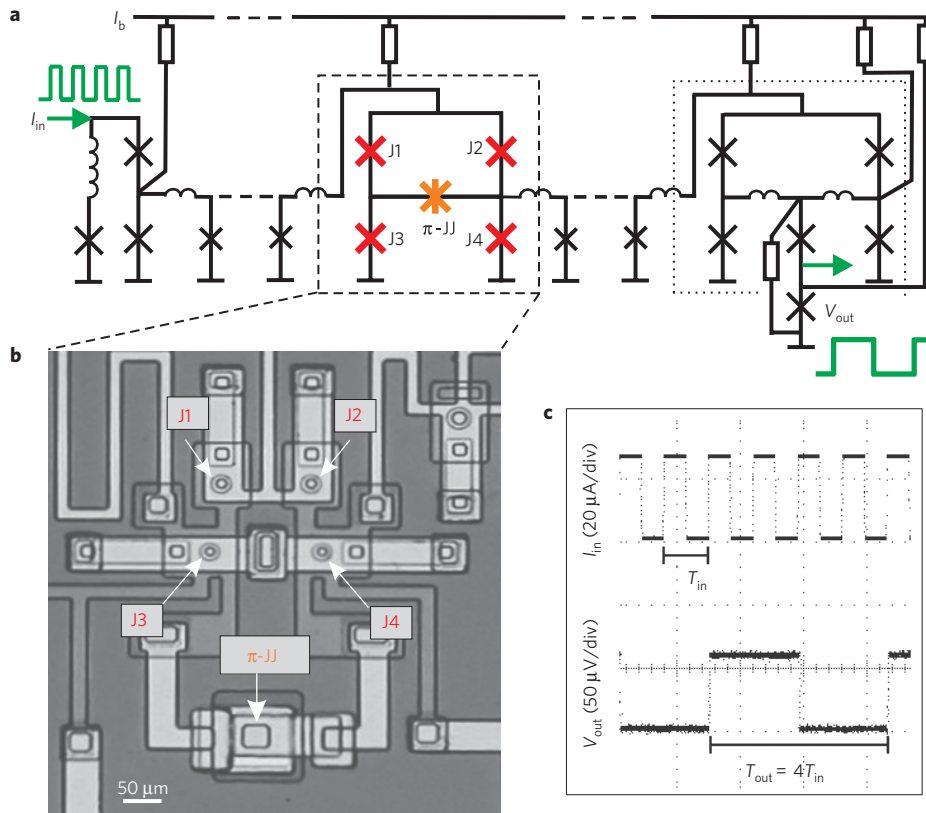 a
I_b
I_in
J1
J2
π-JJ
J3
J4
V_out
b
J1
J2
J3
J4
π-JJ
50 µm
c
I_in (20 µA/div)
T_in
V_out (50 µV/div)
T_out = 4T_in